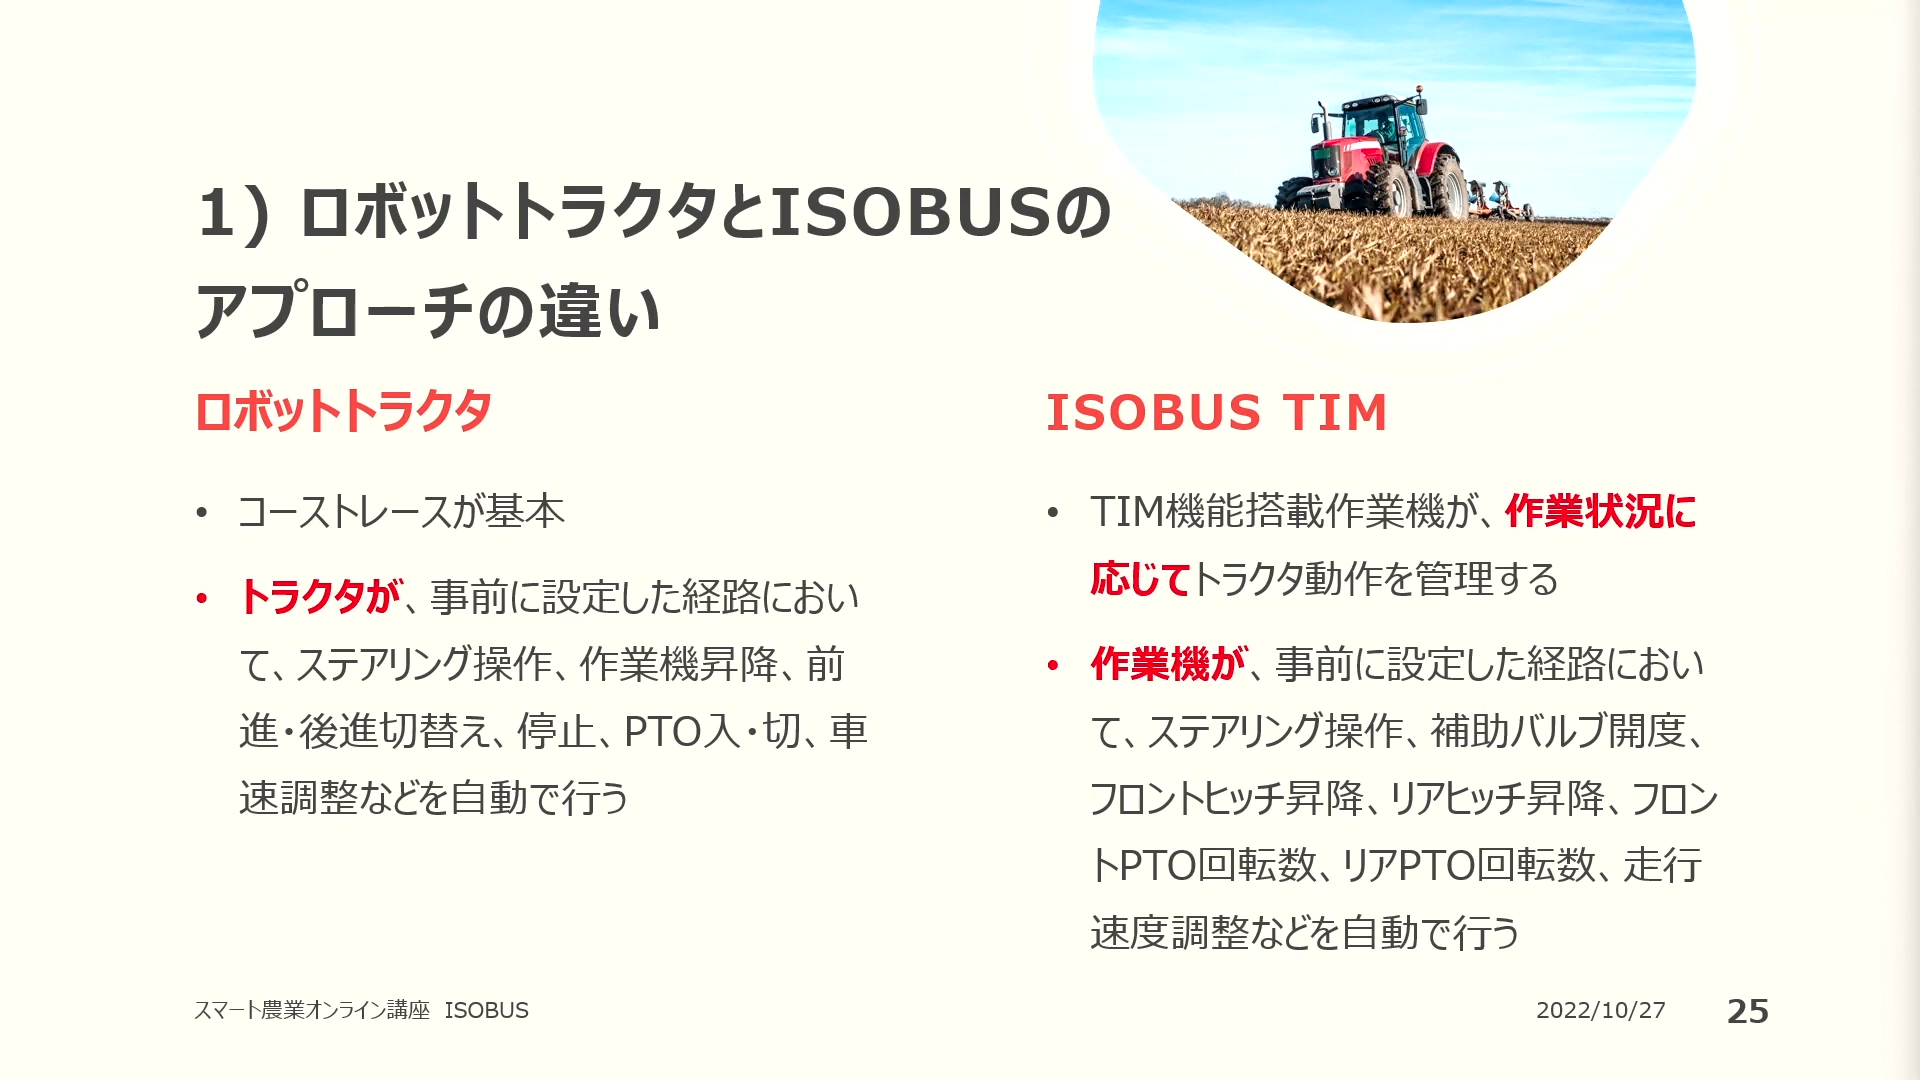 1) ロボットトラクタとISOBUSの
アプローチの違い
ロボットトラクタ
• コーストレースが基本
• トラクタが、事前に設定した経路におい
て、ステアリング操作、作業機昇降、前
進・後進切替え、停止、PTO入・切、車
速調整などを自動で行う
ISOBUS TIM
• TIM機能搭載作業機が、作業状況に
応じてトラクタ動作を管理する
• 作業機が、事前に設定した経路におい
て、ステアリング操作、補助バルブ開度、
フロントヒッチ昇降、リアヒッチ昇降、フロン
トPTO回転数、リアPTO回転数、走行
速度調整などを自動で行う
スマート農業オンライン講座 ISOBUS
2022/10/27
25